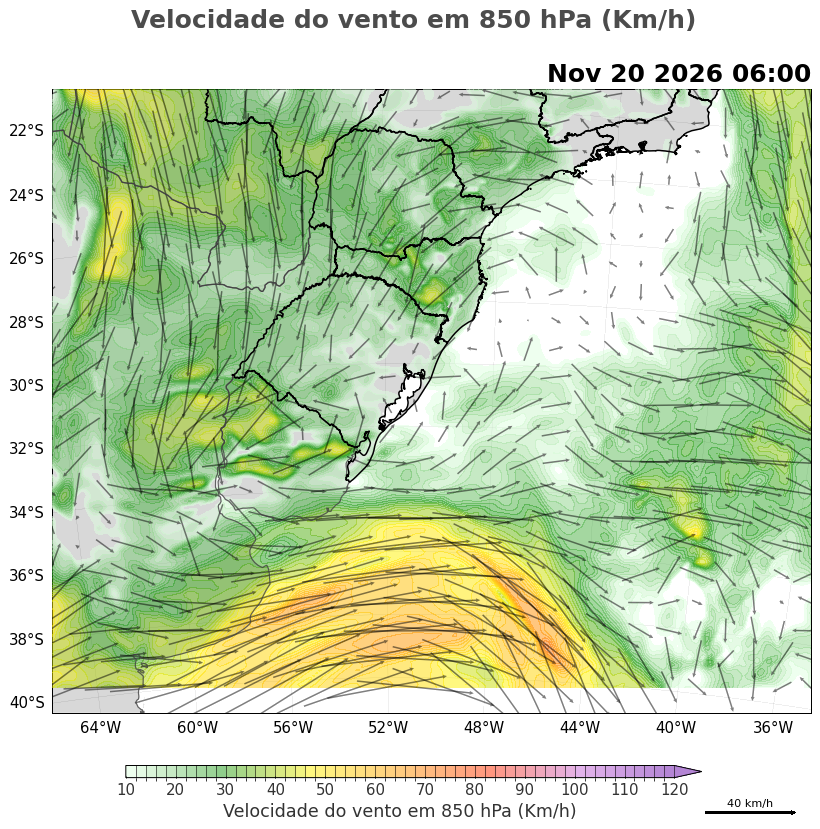 Velocidade do vento em 850 hPa (Km/h)
Nov 20 2026 06:00
22°S
24°S
26°S
28°S
30°S
32°S
34°S
36°S
38°S
40°S
64°W 60°W 56°W 52°W 48°W 44°W 40°W 36°W
10 20 30 40 50 60 70 80 90 100 110 120
Velocidade do vento em 850 hPa (Km/h)
40 km/h